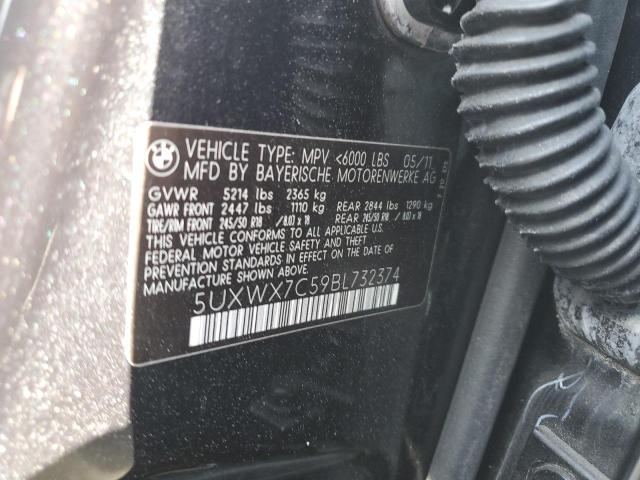 BMW
VEHICLE TYPE: MPV <6000 LBS 05/11
MFD BY BAYERISCHE MOTORENWERKE AG
GVWR 5214 lbs 2365 kg
GAWR FRONT 2447 lbs 1110 kg REAR 2844 lbs 1290 kg
TIRE/RIM FRONT 245/50 R18 /8.0J x 18 REAR 245/50 R18 / 8.0J x 18
THIS VEHICLE CONFORMS TO ALL APPLICABLE
FEDERAL MOTOR VEHICLE SAFETY AND THEFT
PREVENTION STANDARDS IN EFFECT ON THE DATE OF
MANUFACTURE SHOWN ABOVE.
5UXWX7C59BL732374